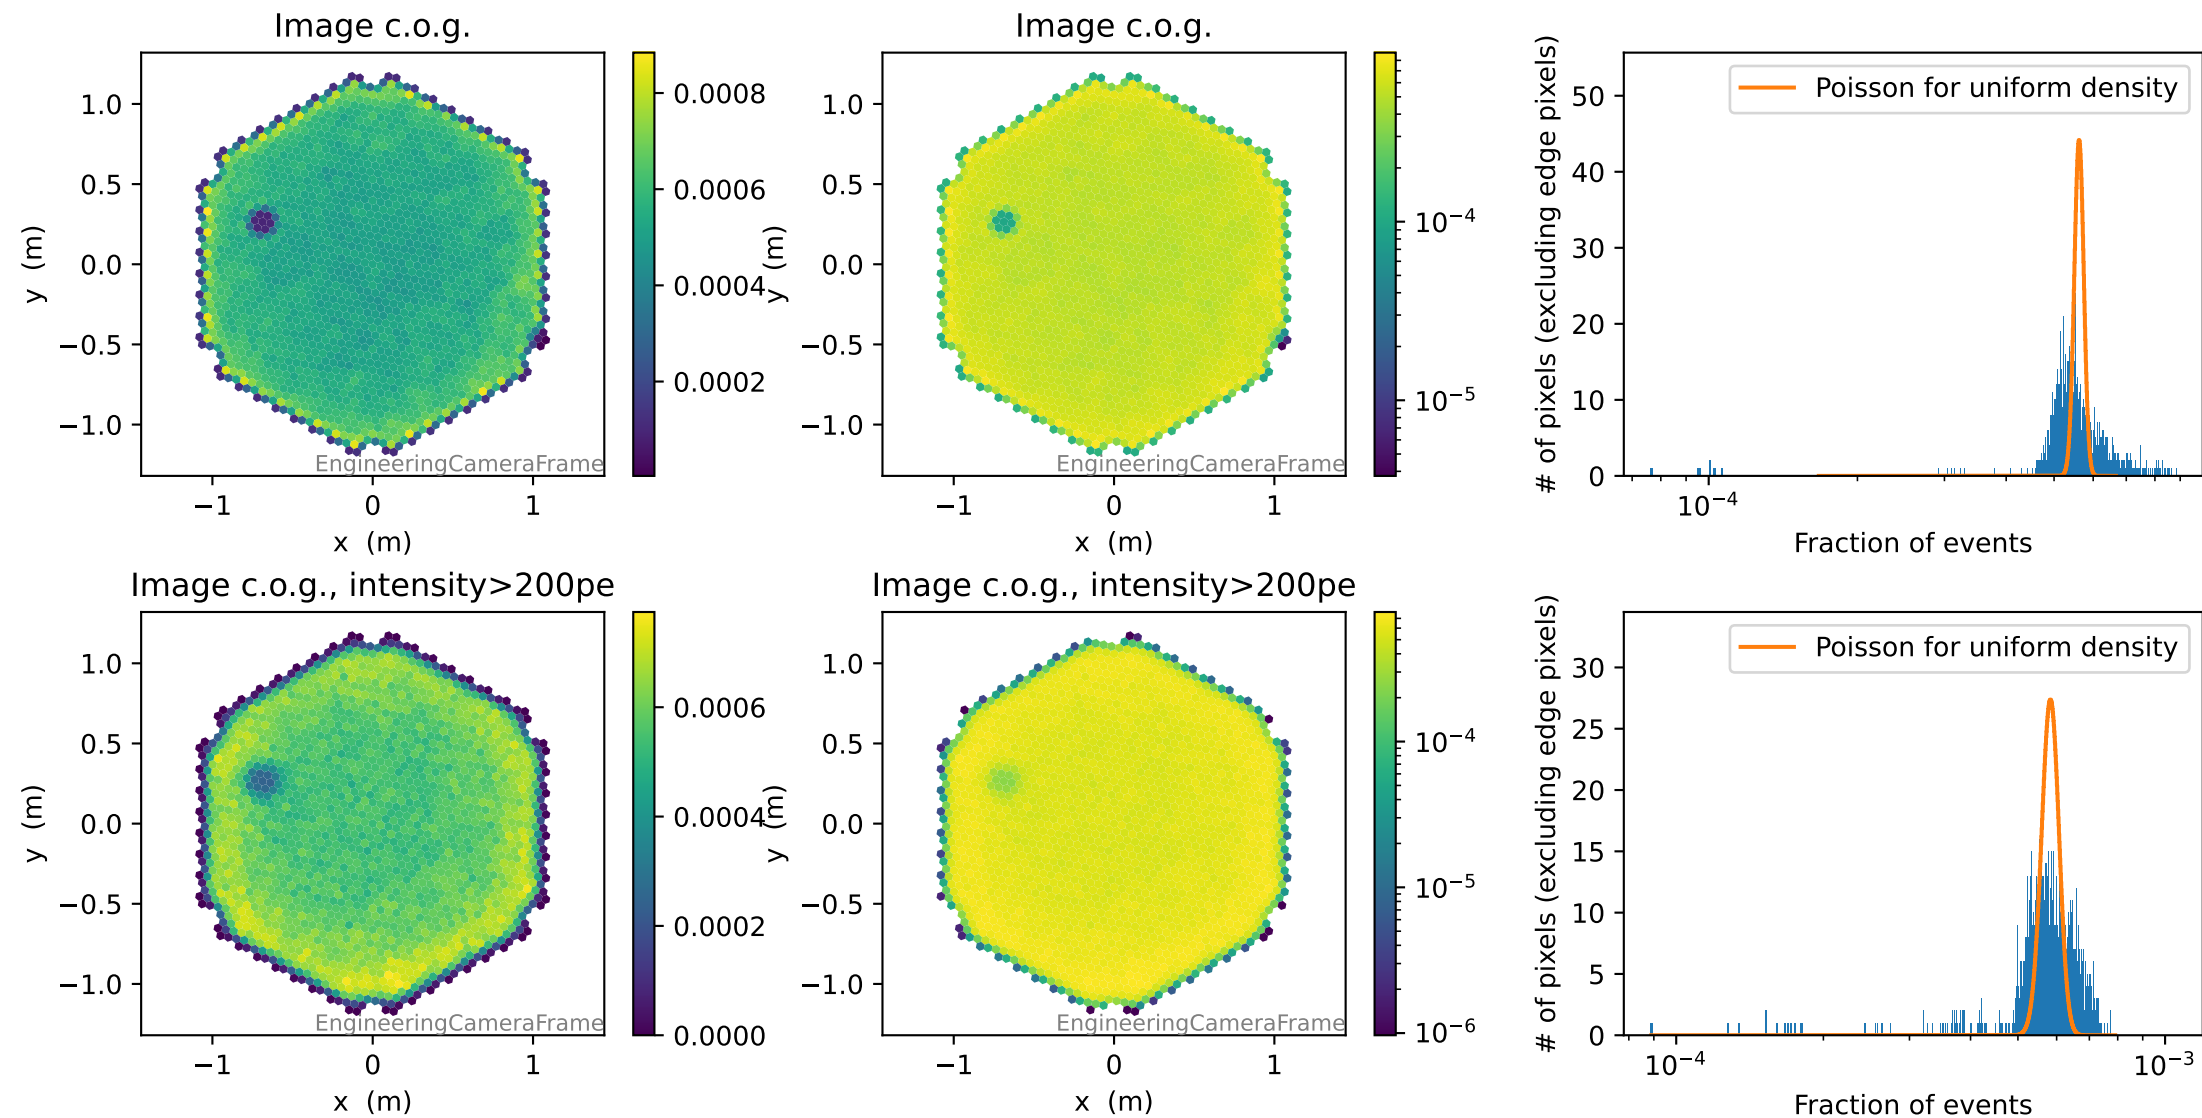 Image c.o.g.
1.0
0.5
0.0
−0.5
−1.0
y (m)
−1
0
1
x (m)
EngineeringCameraFrame
0.0008
0.0006
0.0004
0.0002
Image c.o.g.
1.0
0.5
0.0
−0.5
−1.0
y (m)
−1
0
1
x (m)
EngineeringCameraFrame
10⁻⁴
10⁻⁵
# of pixels (excluding edge pixels)
50
40
30
20
10
0
Poisson for uniform density
10⁻⁴
Fraction of events
Image c.o.g., intensity>200pe
1.0
0.5
0.0
−0.5
−1.0
y (m)
−1
0
1
x (m)
EngineeringCameraFrame
0.0006
0.0004
0.0002
0.0000
Image c.o.g., intensity>200pe
1.0
0.5
0.0
−0.5
−1.0
y (m)
−1
0
1
x (m)
EngineeringCameraFrame
10⁻⁴
10⁻⁵
10⁻⁶
# of pixels (excluding edge pixels)
30
25
20
15
10
5
0
Poisson for uniform density
10⁻⁴
10⁻³
Fraction of events